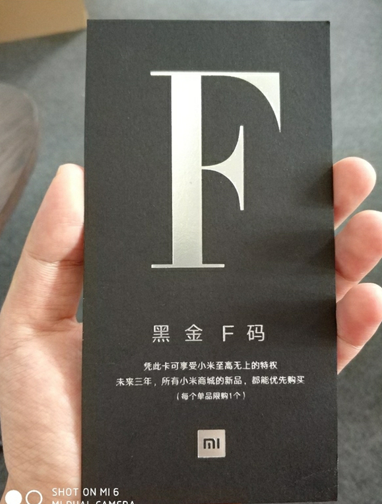 F
黑金F码
凭此卡可享受小米至高无上的特权
未来三年，所有小米商城的新品，都能优先购买
（每个单品限购1个）
mi
SHOT ON MI 6
MI DUAL CAMERA